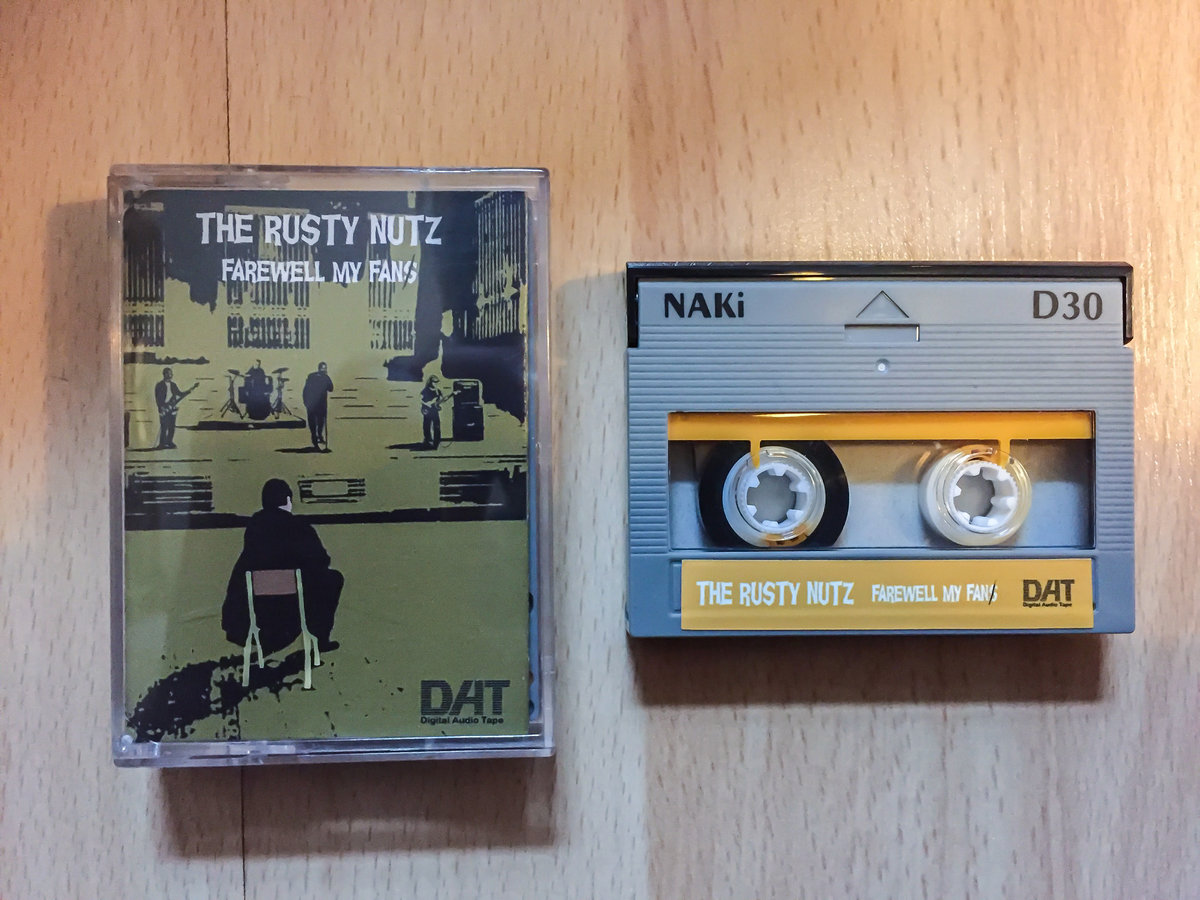 THE RUSTY NUTZ
FAREWELL MY FANS
DAT
Digital Audio Tape
NAKi
D30
THE RUSTY NUTZ FAREWELL MY FANS
DAT
Digital Audio Tape